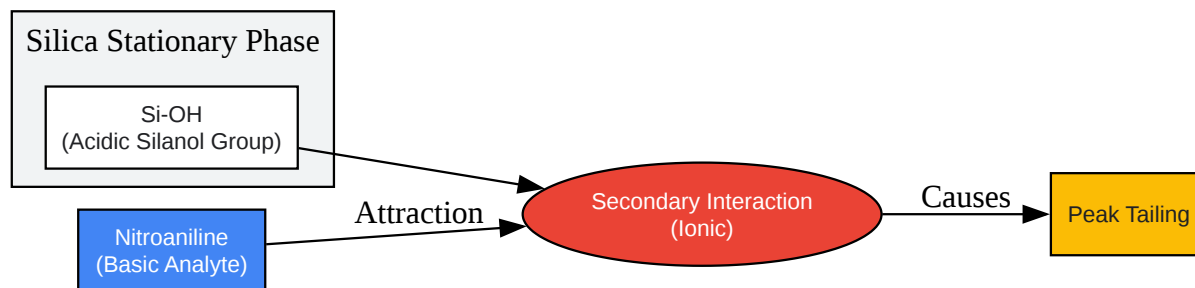 Silica Stationary Phase
Si-OH
(Acidic Silanol Group)
Nitroaniline
(Basic Analyte)
Attraction
Secondary Interaction
(Ionic)
Causes
Peak Tailing